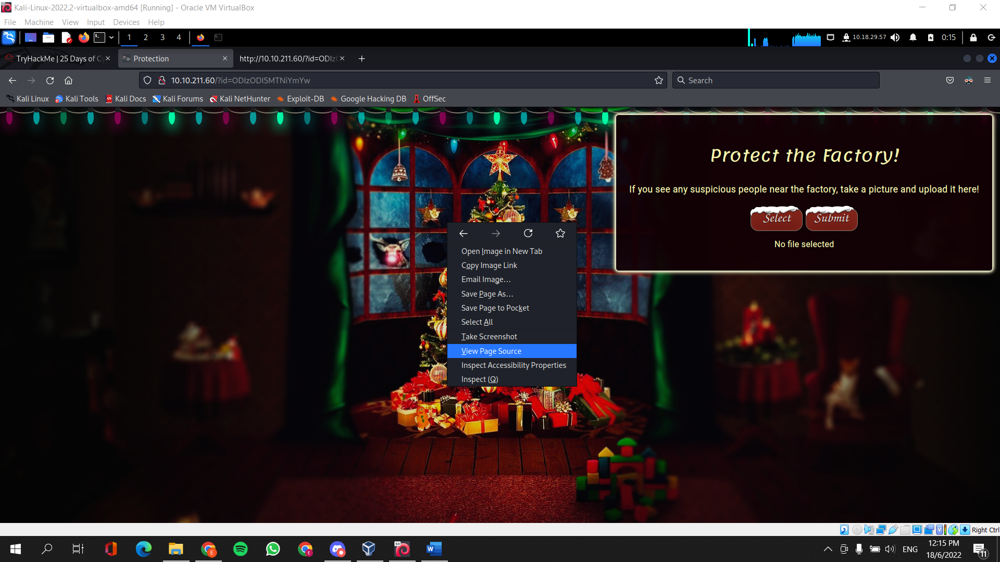 Kali-Linux-2022.2-virtualbox-amd64 [Running] - Oracle VM VirtualBox
File Machine View Input Devices Help
1 2 3 4 10.18.29.57 0:15
TryHackMe | 25 Days of Cy Protection http://10.10.211.60/?id=ODIzO
10.10.211.60/?id=ODIzODI5MTNiYmYw Search
Kali Linux Kali Tools Kali Docs Kali Forums Kali NetHunter Exploit-DB Google Hacking DB OffSec
Protect the Factory!
If you see any suspicious people near the factory, take a picture and upload it here!
Select Submit
No file selected
Open Image in New Tab
Copy Image Link
Email Image...
Save Page As...
Save Page to Pocket
Select All
Take Screenshot
View Page Source
Inspect Accessibility Properties
Inspect (Q)
Right Ctrl
ENG 12:15 PM
18/6/2022 11